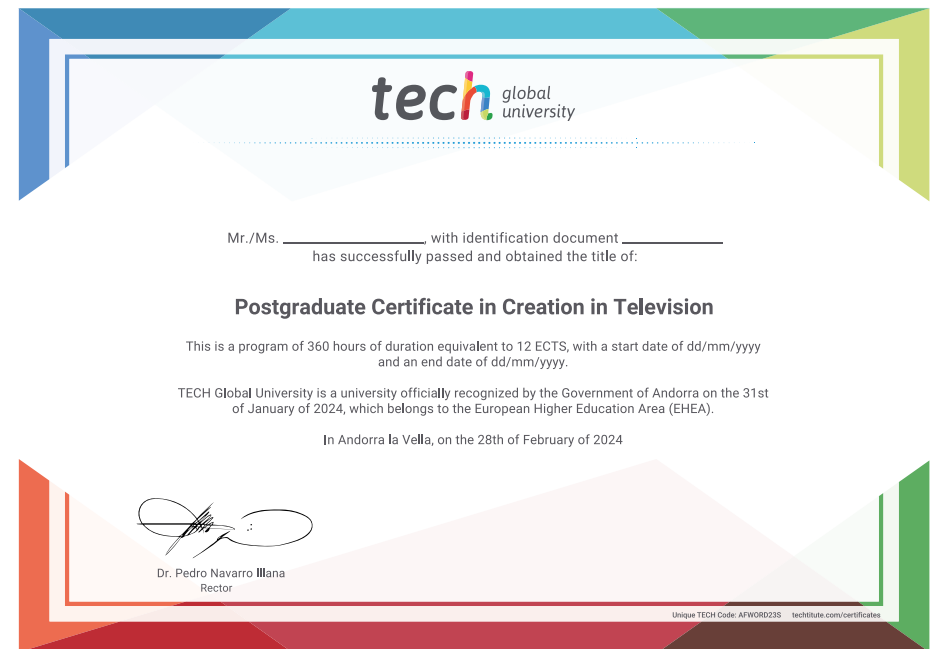 tech global
university
Mr./Ms. ____________, with identification document ____________
has successfully passed and obtained the title of:
Postgraduate Certificate in Creation in Television
This is a program of 360 hours of duration equivalent to 12 ECTS, with a start date of dd/mm/yyyy
and an end date of dd/mm/yyyy.
TECH Global University is a university officially recognized by the Government of Andorra on the 31st
of January of 2024, which belongs to the European Higher Education Area (EHEA).
In Andorra la Vella, on the 28th of February of 2024
Dr. Pedro Navarro Illana
Rector
Unique TECH Code: AFWORD23S techtitute.com/certificates